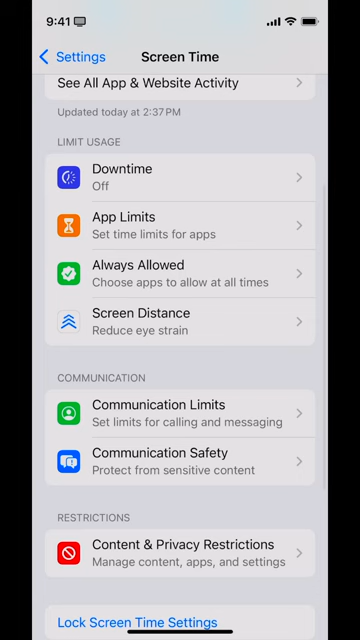 9:41
Settings
Screen Time
See All App & Website Activity
Updated today at 2:37 PM
LIMIT USAGE
Downtime
Off
App Limits
Set time limits for apps
Always Allowed
Choose apps to allow at all times
Screen Distance
Reduce eye strain
COMMUNICATION
Communication Limits
Set limits for calling and messaging
Communication Safety
Protect from sensitive content
RESTRICTIONS
Content & Privacy Restrictions
Manage content, apps, and settings
Lock Screen Time Settings